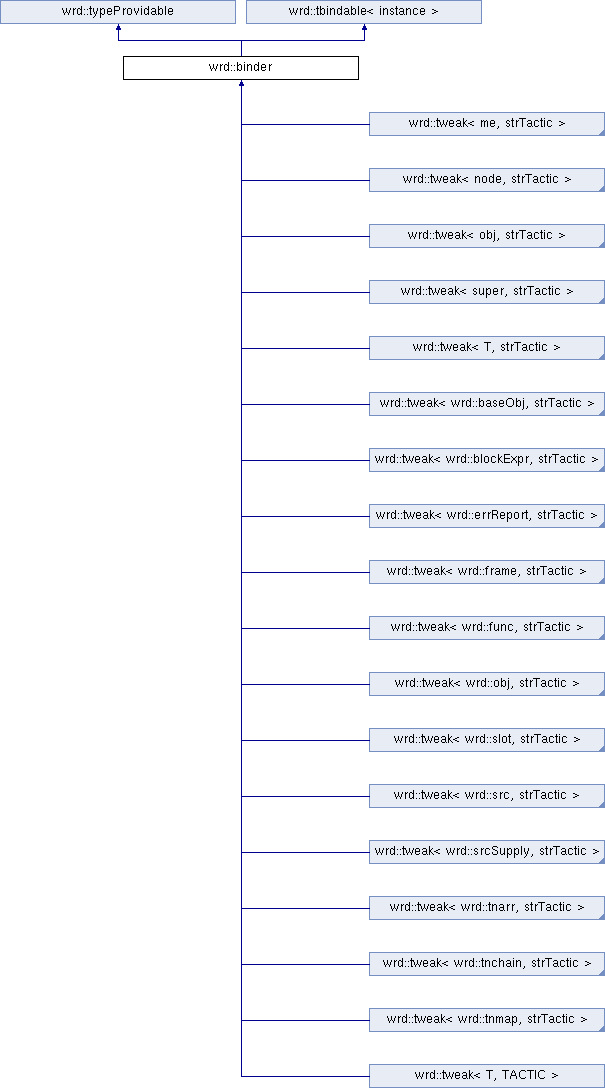 wrd::typeProvidable
wrd::tbindable< instance >
wrd::binder
wrd::tweak< me, strTactic >
wrd::tweak< node, strTactic >
wrd::tweak< obj, strTactic >
wrd::tweak< super, strTactic >
wrd::tweak< T, strTactic >
wrd::tweak< wrd::baseObj, strTactic >
wrd::tweak< wrd::blockExpr, strTactic >
wrd::tweak< wrd::errReport, strTactic >
wrd::tweak< wrd::frame, strTactic >
wrd::tweak< wrd::func, strTactic >
wrd::tweak< wrd::obj, strTactic >
wrd::tweak< wrd::slot, strTactic >
wrd::tweak< wrd::src, strTactic >
wrd::tweak< wrd::srcSupply, strTactic >
wrd::tweak< wrd::tnarr, strTactic >
wrd::tweak< wrd::tnchain, strTactic >
wrd::tweak< wrd::tnmap, strTactic >
wrd::tweak< T, TACTIC >